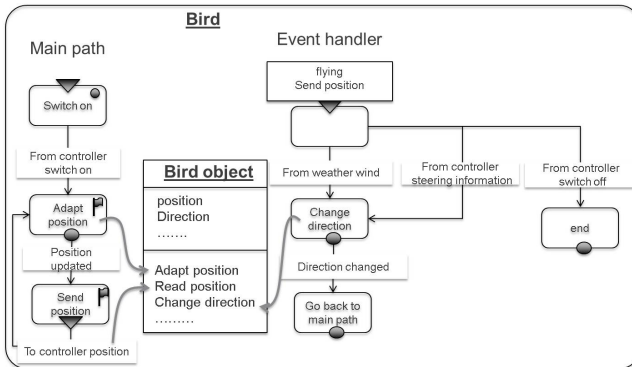 Bird
Main path
Event handler
flying
Send position
Switch on
From controller
switch on
Bird object
From weather wind
From controller
steering information
From controller
switch off
position
Direction
.......
Adapt
position
Change
direction
end
Position
updated
Direction changed
Adapt position
Read position
Change direction
.........
Send
position
Go back to
main path
To controller position